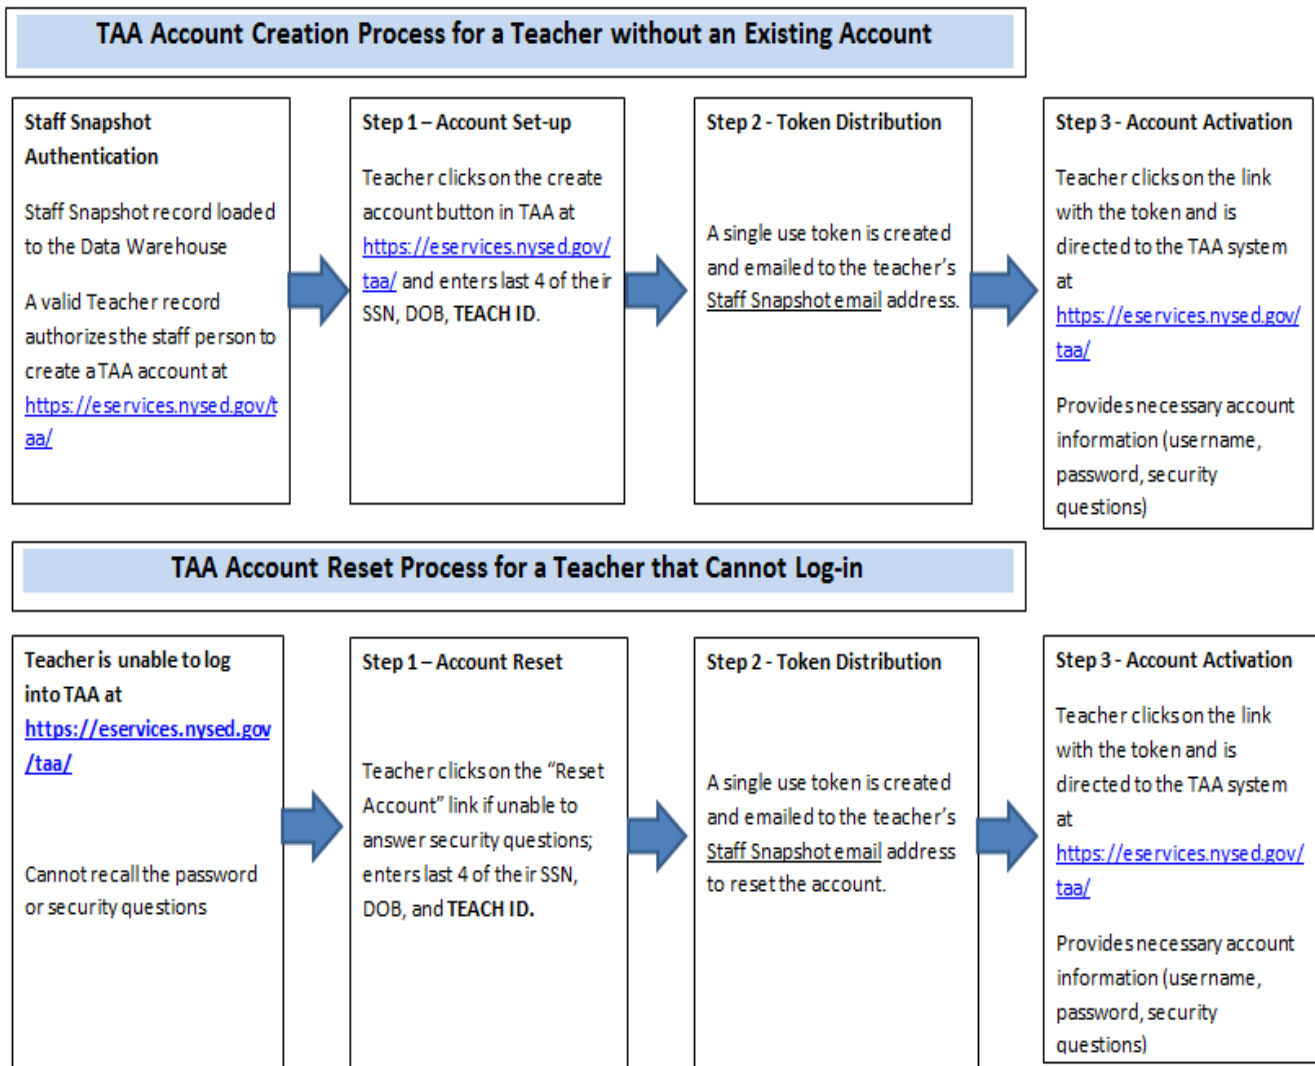 TAA Account Creation Process for a Teacher without an Existing Account
Staff Snapshot
Authentication
Staff Snapshot record loaded
to the Data Warehouse
A valid Teacher record
authorizes the staff person to
create a TAA account at
https://eservices.nysed.gov/t
aa/
Step 1 – Account Set-up
Teacher clicks on the create
account button in TAA at
https://eservices.nysed.gov/
taa/ and enters last 4 of their
SSN, DOB, TEACH ID.
Step 2 - Token Distribution
A single use token is created
and emailed to the teacher's
Staff Snapshot email address.
Step 3 - Account Activation
Teacher clicks on the link
with the token and is
directed to the TAA system
at
https://eservices.nysed.gov/
taa/
Provides necessary account
information (username,
password, security
questions)
TAA Account Reset Process for a Teacher that Cannot Log-in
Teacher is unable to log
into TAA at
https://eservices.nysed.gov
/taa/
Cannot recall the password
or security questions
Step 1 – Account Reset
Teacher clicks on the “Reset
Account” link if unable to
answer security questions;
enters last 4 of their SSN,
DOB, and TEACH ID.
Step 2 - Token Distribution
A single use token is created
and emailed to the teacher's
Staff Snapshot email address
to reset the account.
Step 3 - Account Activation
Teacher clicks on the link
with the token and is
directed to the TAA system
at
https://eservices.nysed.gov/
taa/
Provides necessary account
information (username,
password, security
questions)